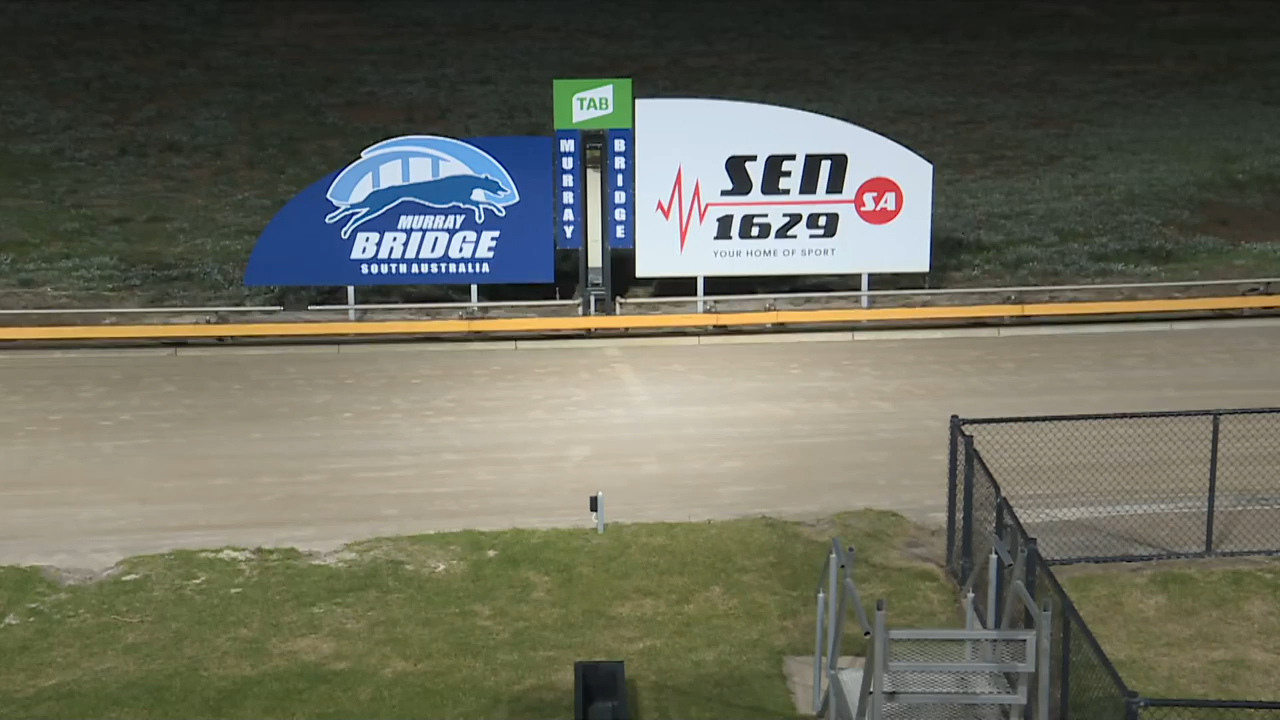 TAB
MURRAY
BRIDGE
MURRAY
BRIDGE
SOUTH AUSTRALIA
SEN
SA
1629
YOUR HOME OF SPORT